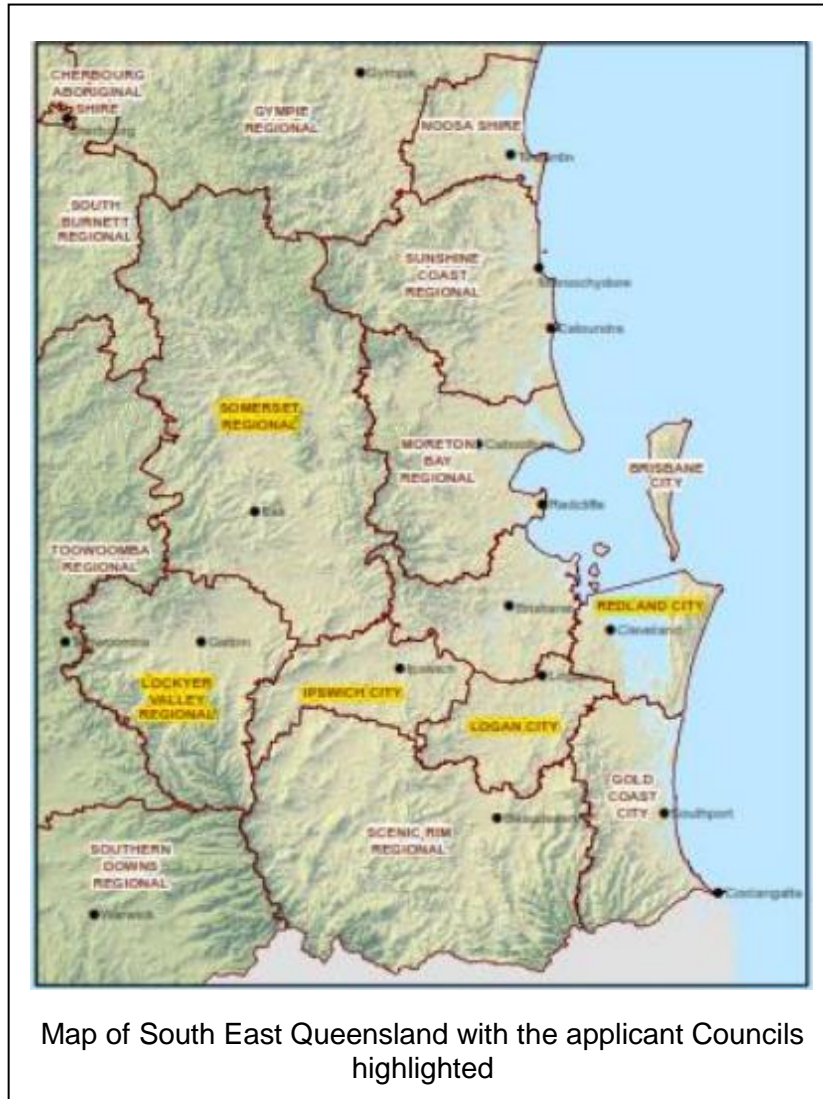 CHERBOURG
ABORIGINAL
SHIRE
Gympie
GYMPIE
REGIONAL
NOOSA SHIRE
SOUTH
BURNETT
REGIONAL
SUNSHINE
COAST
REGIONAL
Caloundra
SOMERSET
REGIONAL
MORETON
BAY
REGIONAL
Caboolture
BRISBANE
CITY
Esk
Redcliffe
TOOWOOMBA
REGIONAL
Brisbane
REDLAND CITY
Cleveland
Gatton
LOCKYER
VALLEY
REGIONAL
Ipswich
IPSWICH CITY
LOGAN CITY
GOLD
COAST
CITY
Southport
SCENIC RIM
REGIONAL
SOUTHERN
DOWNS
REGIONAL
Warwick
Coolangatta
Map of South East Queensland with the applicant Councils
highlighted